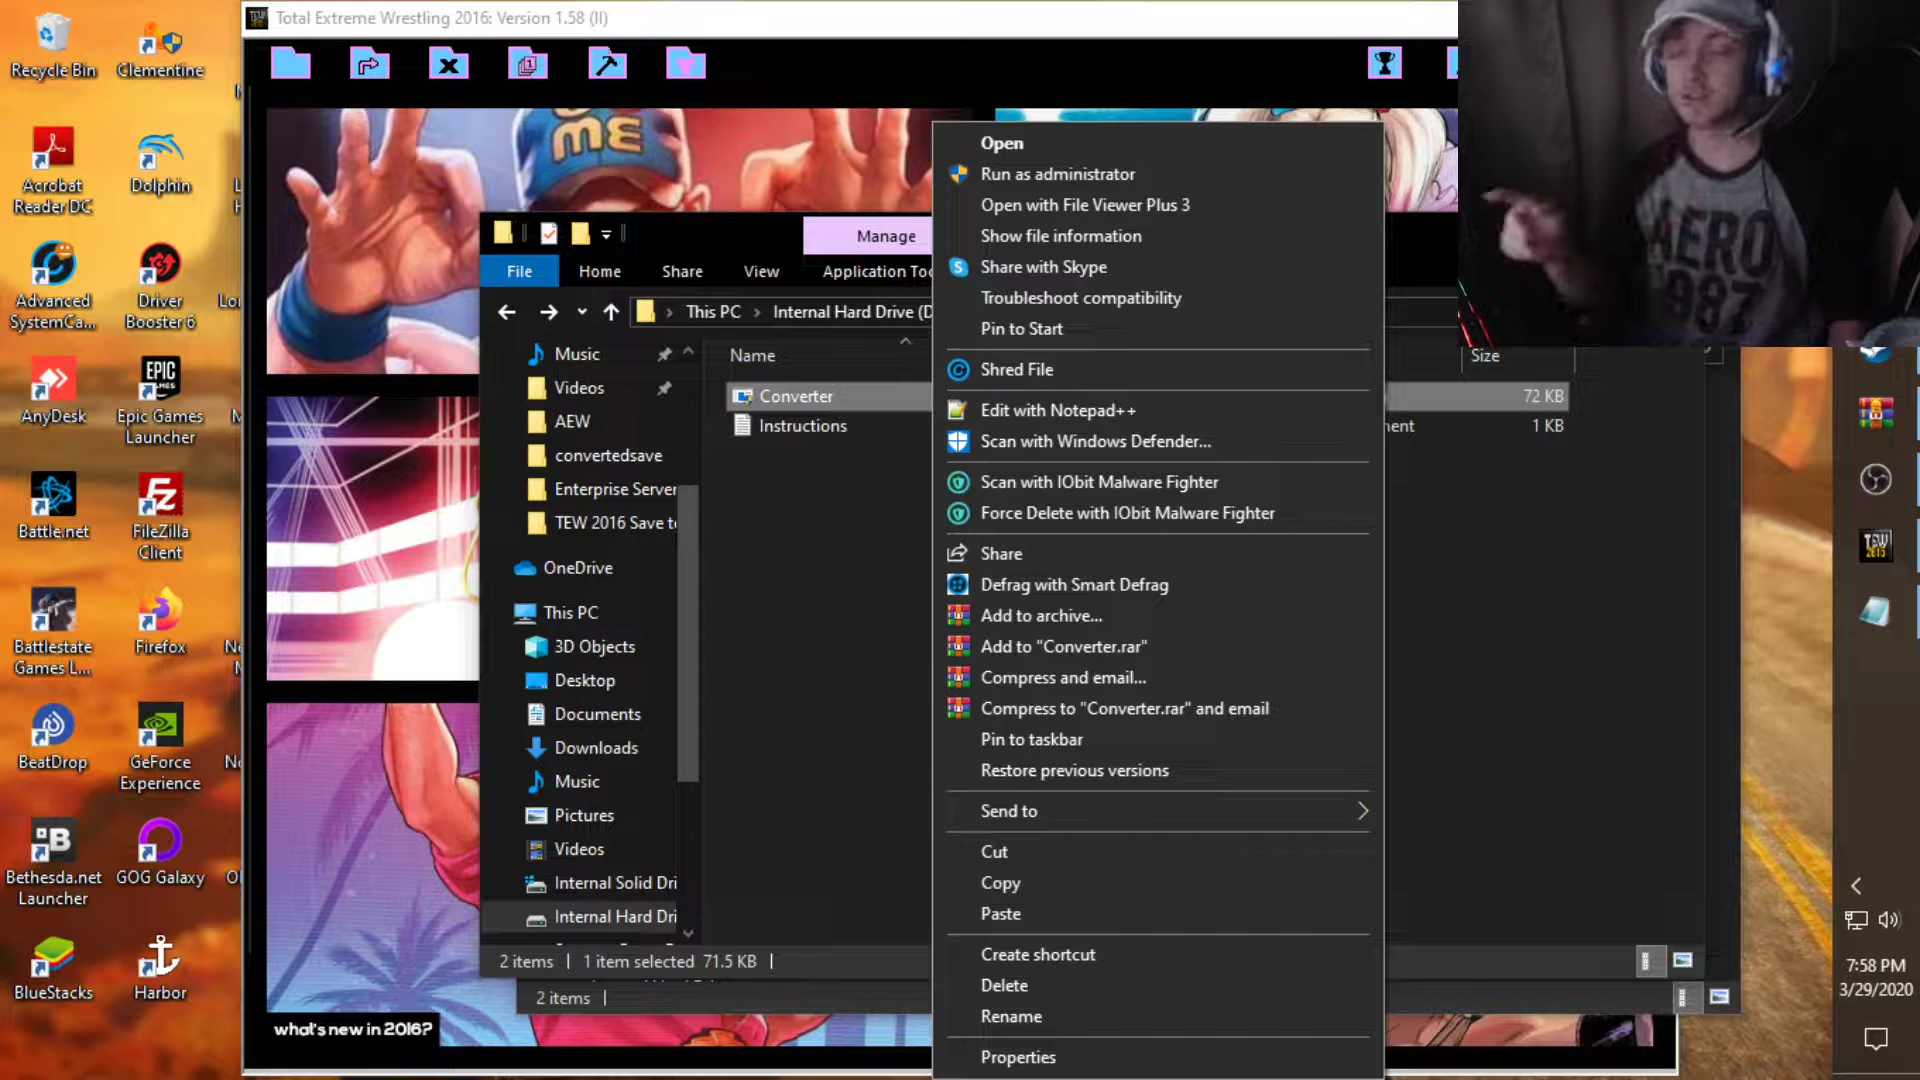 Total Extreme Wrestling 2016: Version 1.58 (II)
Recycle Bin
Clementine
Acrobat
Reader DC
Dolphin
Advanced
SystemCa...
Driver
Booster 6
AnyDesk
EPIC
GAMES
Epic Games
Launcher
Battle.net
FileZilla
Client
Battlestate
Games L...
Firefox
BeatDrop
GeForce
Experience
Bethesda.net
Launcher
GOG Galaxy
BlueStacks
Harbor
ME
Manage
File
Home
Share
View
Application Too
This PC
Internal Hard Drive (D
Name
Size
Converter
72 KB
Instructions
ment
1 KB
Music
Videos
AEW
convertedsave
Enterprise Server
TEW 2016 Save to
OneDrive
This PC
3D Objects
Desktop
Documents
Downloads
Music
Pictures
Videos
Internal Solid Dri
Internal Hard Dri
2 items
1 item selected 71.5 KB
2 items
what's new in 2016?
Open
Run as administrator
Open with File Viewer Plus 3
Show file information
Share with Skype
Troubleshoot compatibility
Pin to Start
Shred File
Edit with Notepad++
Scan with Windows Defender...
Scan with IObit Malware Fighter
Force Delete with IObit Malware Fighter
Share
Defrag with Smart Defrag
Add to archive...
Add to "Converter.rar"
Compress and email...
Compress to "Converter.rar" and email
Pin to taskbar
Restore previous versions
Send to
Cut
Copy
Paste
Create shortcut
Delete
Rename
Properties
AERO
1987
7:58 PM
3/29/2020